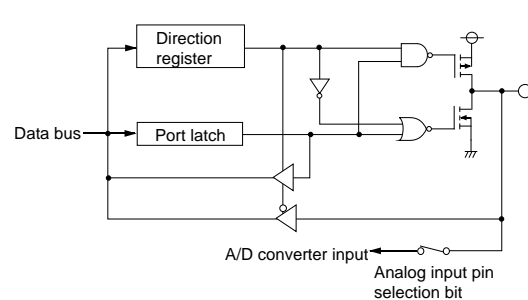 Direction
register
Data bus
Port latch
A/D converter input
Analog input pin
selection bit